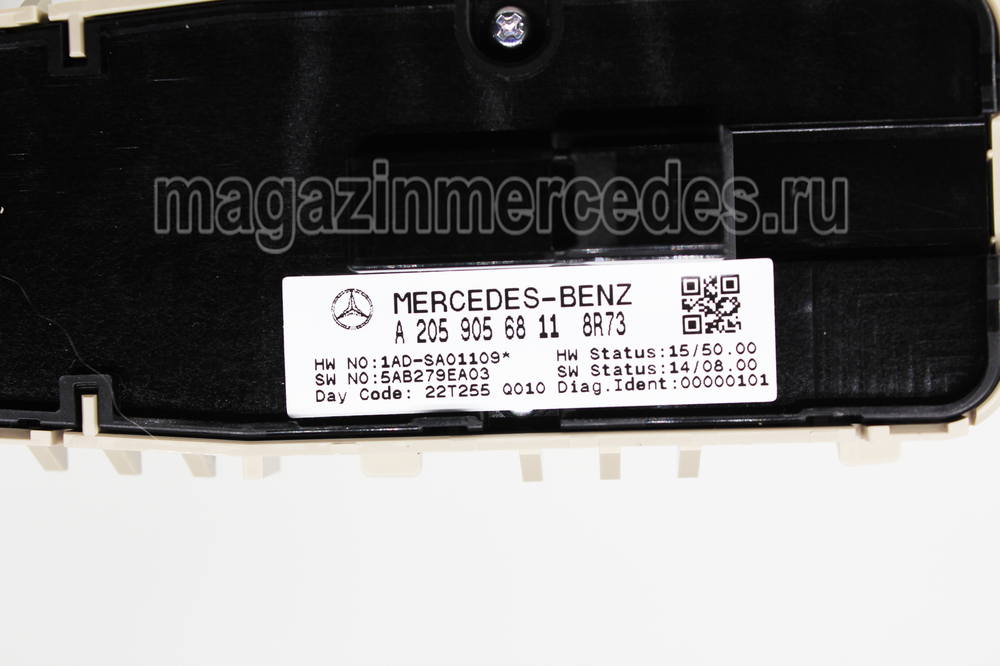 magazinmercedes.ru
MERCEDES-BENZ
A 205 905 68 11 8R73
HW NO:1AD-SA01109* HW Status:15/50.00
SW NO:5AB279EA03 SW Status:14/08.00
Day Code: 22T255 Q010 Diag.Ident:00000101